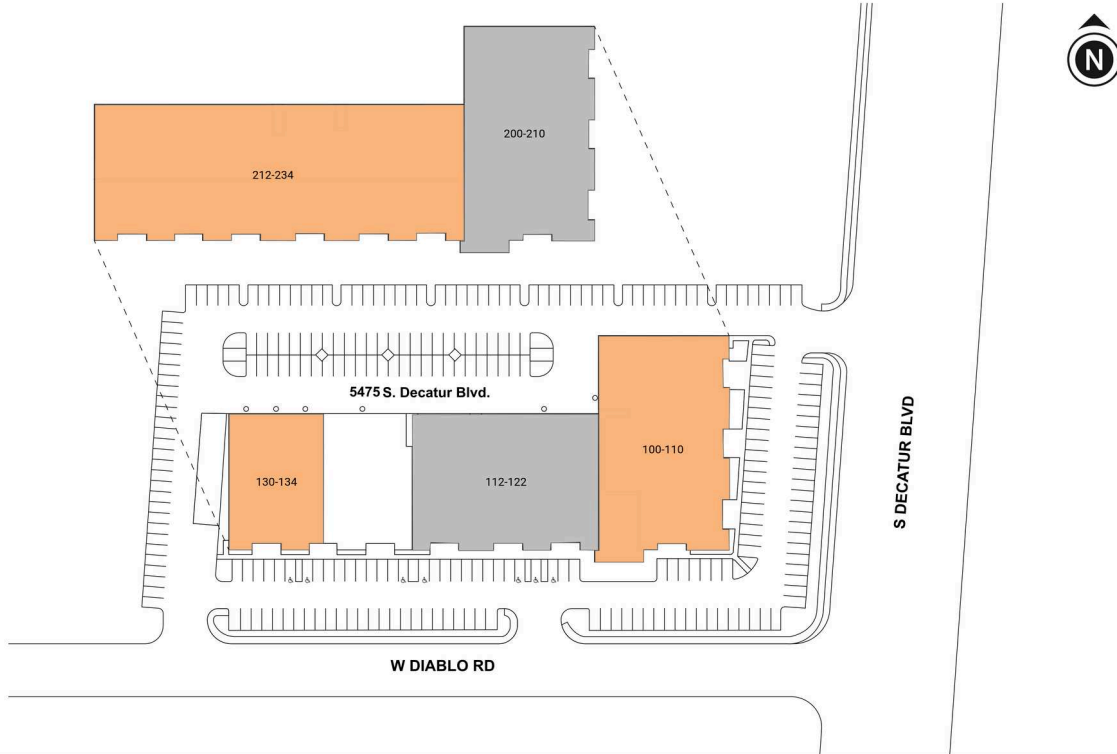 N
200-210
212-234
5475 S. Decatur Blvd.
100-110
130-134
112-122
S DECATUR BLVD
W DIABLO RD